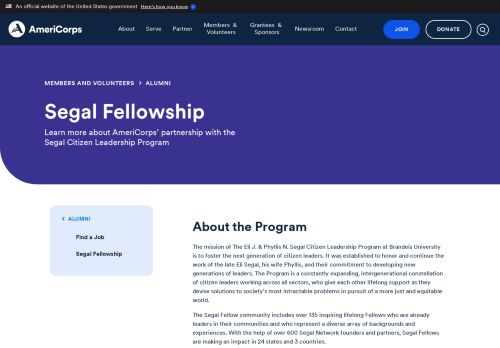 An official website of the United States government Here's how you know
AmeriCorps
About Serve Partner Members & Volunteers Grantees & Sponsors Newsroom Contact JOIN DONATE
MEMBERS AND VOLUNTEERS > ALUMNI
Segal Fellowship
Learn more about AmeriCorps' partnership with the
Segal Citizen Leadership Program
< ALUMNI
Find a Job
Segal Fellowship
About the Program
The mission of The Eli J. & Phyllis N. Segal Citizen Leadership Program at Brandeis University
is to foster the next generation of citizen leaders. It was established to honor and continue the
work of the late Eli Segal, his wife Phyllis, and their commitment to developing new
generations of leaders. The Program is a constantly expanding, intergenerational constellation
of citizen leaders working across all sectors, who give each other lifelong support as they
devise solutions to society's most intractable problems in pursuit of a more just and equitable
world.
The Segal Fellow community includes over 135 inspiring lifelong Fellows who are already
leaders in their communities and who represent a diverse array of backgrounds and
experiences. With the help of over 600 Segal Network founders and partners, Segal Fellows
are making an impact in 24 states and 3 countries.